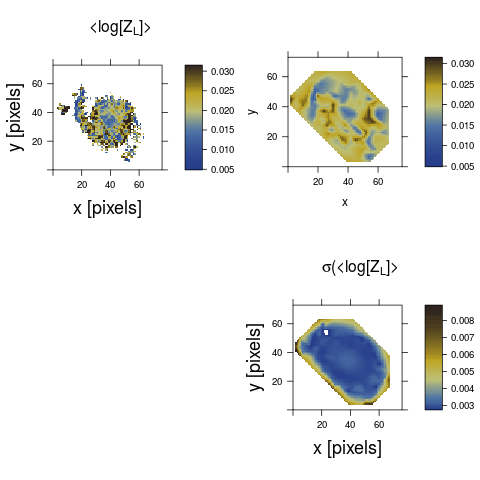 <log[Z_L]>
60
40
20
20 40 60
x [pixels]
y [pixels]
0.030
0.025
0.020
0.015
0.010
0.005
60
40
20
20 40 60
x
y
0.030
0.025
0.020
0.015
0.010
0.005
σ(<log[Z_L]>
60
40
20
20 40 60
x [pixels]
y [pixels]
0.008
0.007
0.006
0.005
0.004
0.003